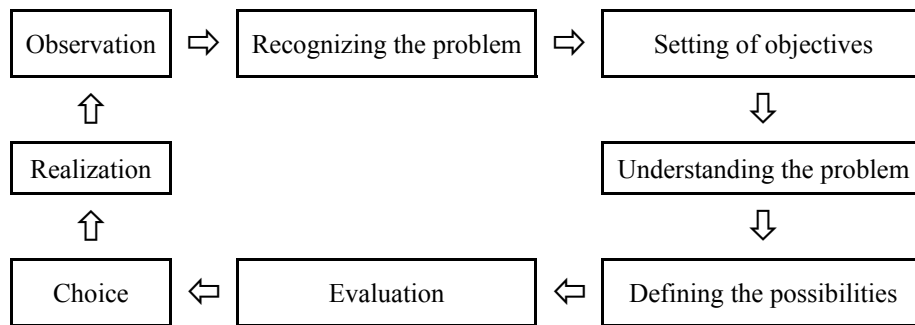 Observation
Recognizing the problem
Setting of objectives
Realization
Understanding the problem
Choice
Evaluation
Defining the possibilities